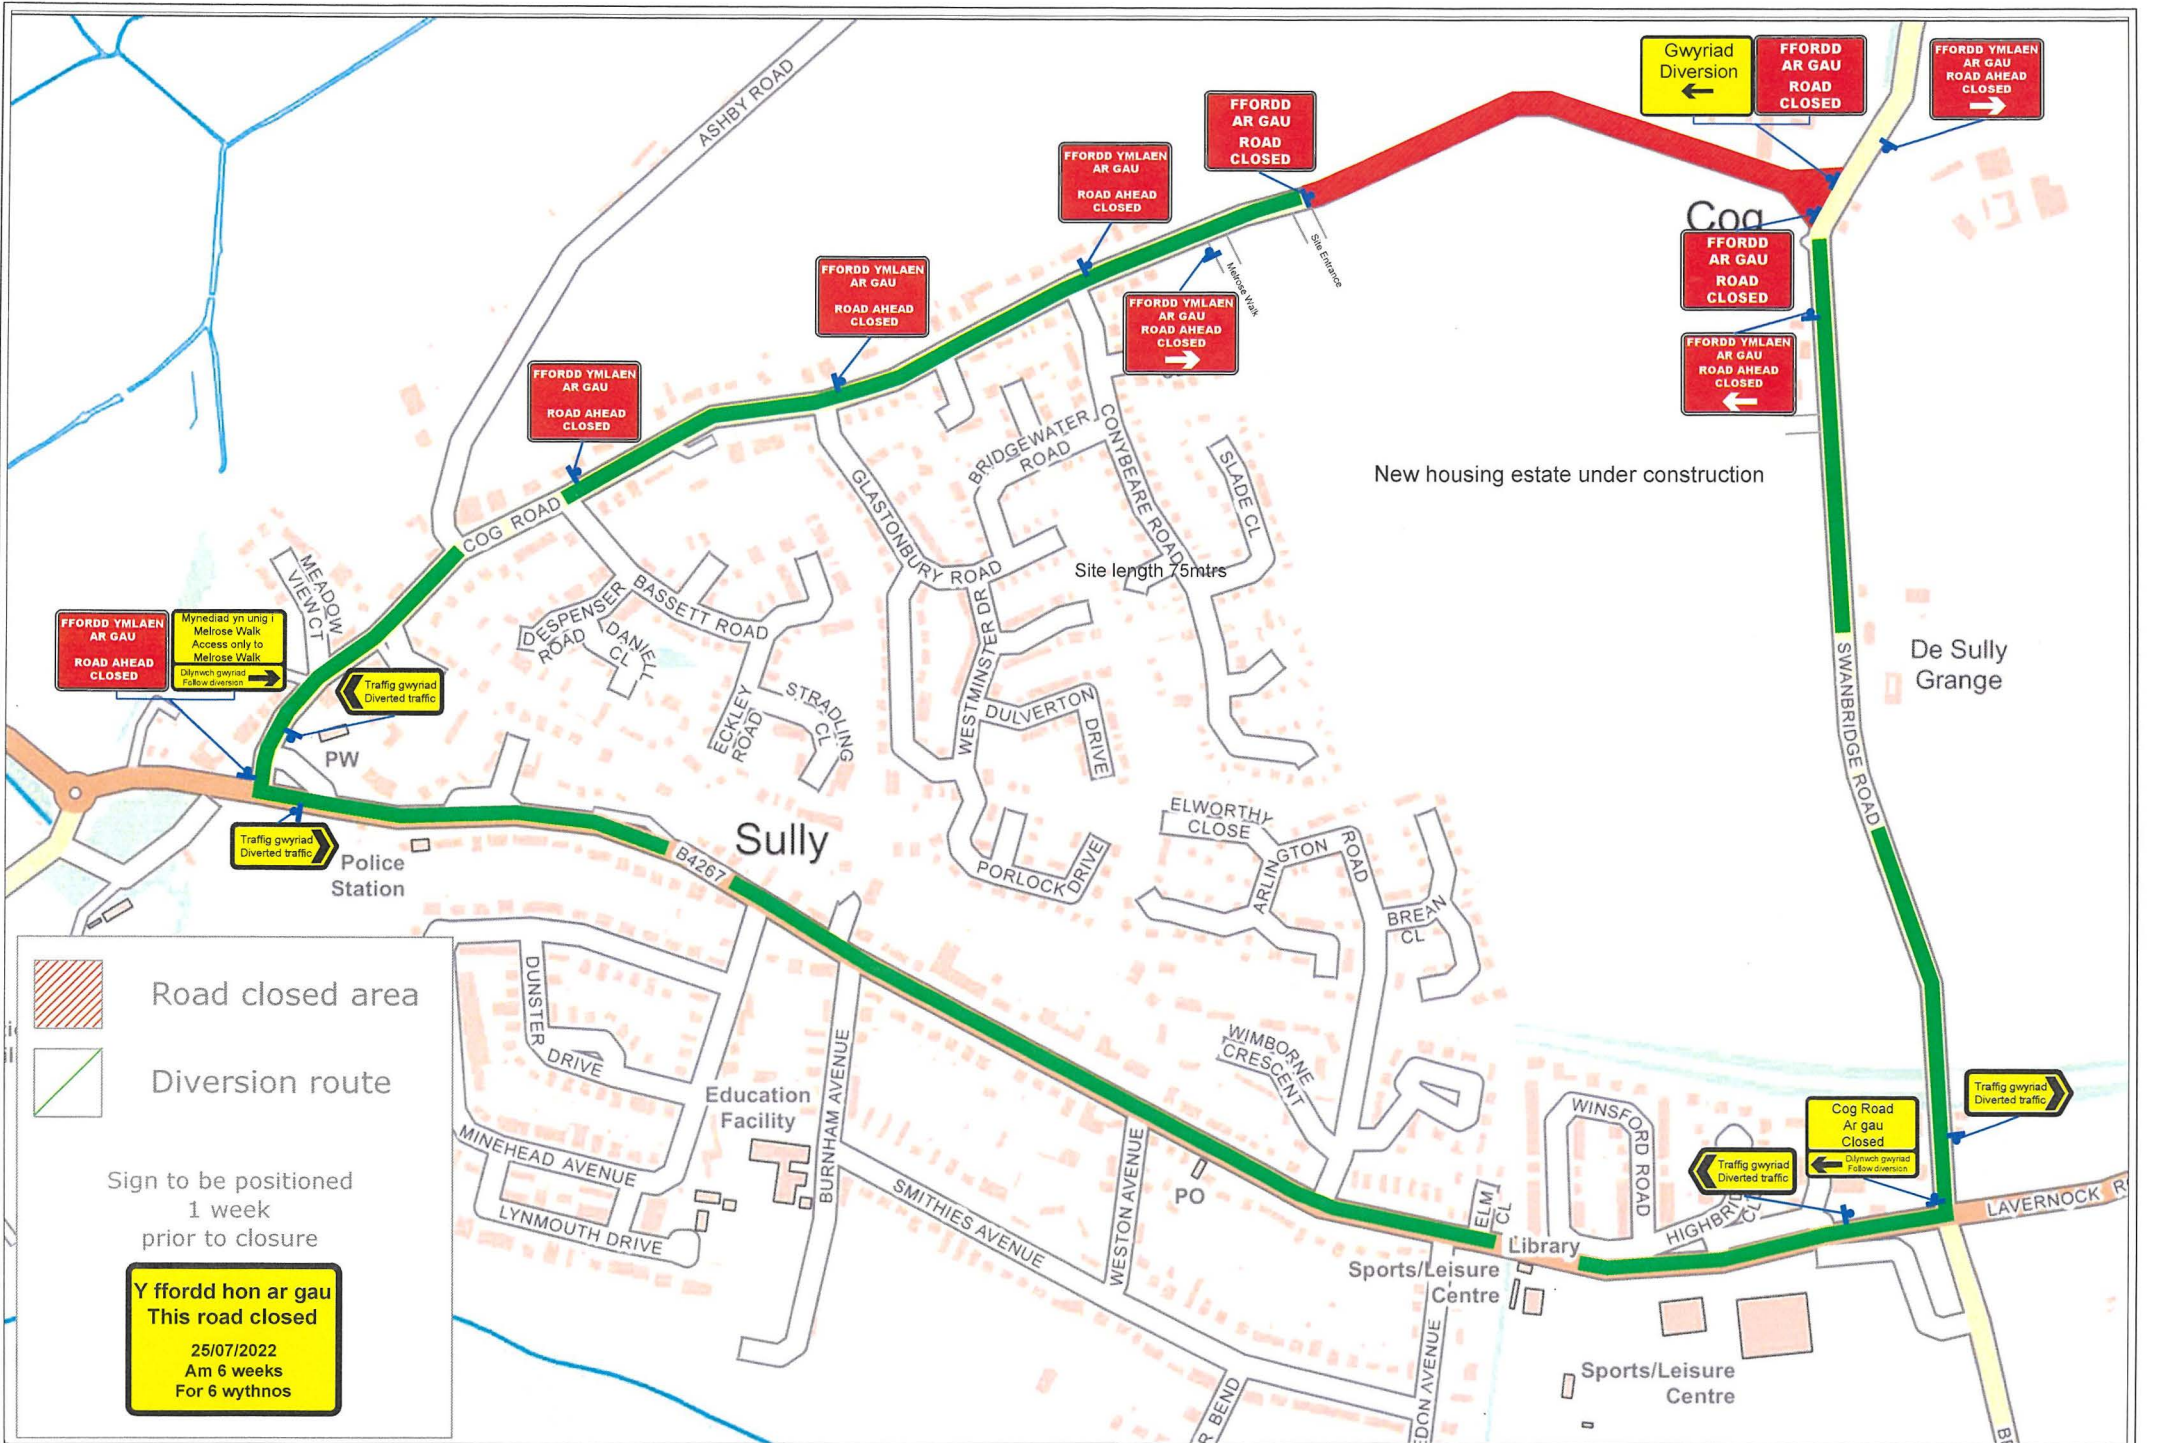 ASHBY ROAD
Gwyriad
Diversion
FFORDD
AR GAU
ROAD
CLOSED
FFORDD YMLAEN
AR GAU
ROAD AHEAD
CLOSED
FFORDD
AR GAU
ROAD
CLOSED
FFORDD YMLAEN
AR GAU
ROAD AHEAD
CLOSED
Cog
FFORDD
AR GAU
ROAD
CLOSED
Site Entrance
Melrose Walk
FFORDD YMLAEN
AR GAU
ROAD AHEAD
CLOSED
FFORDD YMLAEN
AR GAU
ROAD AHEAD
CLOSED
FFORDD YMLAEN
AR GAU
ROAD AHEAD
CLOSED
FFORDD YMLAEN
AR GAU
ROAD AHEAD
CLOSED
BRIDGEWATER
ROAD
CONYBEARE ROAD
SLADE CL
New housing estate under construction
COG ROAD
GLASTONBURY ROAD
Site length 75mtrs
MEADOW
VIEW CT
BASSETT ROAD
DESPENSER
ROAD
DANIELL
CL
WESTMINSTER DR
FFORDD YMLAEN
AR GAU
ROAD AHEAD
CLOSED
Mynediad yn unig i
Melrose Walk
Access only to
Melrose Walk
Dilynwch gwyriad
Follow diversion
Traffig gwyriad
Diverted traffic
ECKLEY
ROAD
STRADLING
CL
DULVERTON
DRIVE
SWANBRIDGE ROAD
De Sully
Grange
PW
Traffig gwyriad
Diverted traffic
Police
Station
B4267
Sully
PORLOCK DRIVE
ELWORTHY
CLOSE
ARLINGTON
ROAD
BREAN
CL
Road closed area
Diversion route
Sign to be positioned
1 week
prior to closure
Y ffordd hon ar gau
This road closed
25/07/2022
Am 6 weeks
For 6 wythnos
DUNSTER
DRIVE
MINEHEAD AVENUE
LYNMOUTH DRIVE
Education
Facility
BURNHAM AVENUE
SMITHIES AVENUE
WESTON AVENUE
PO
WIMBORNE
CRESCENT
ELM
CL
WINSFORD ROAD
Traffig gwyriad
Diverted traffic
Cog Road
Ar gau
Closed
Dilynwch gwyriad
Follow diversion
Traffig gwyriad
Diverted traffic
LAVERNOCK R
CL
Library
Sports/Leisure
Centre
Sports/Leisure
Centre
BEND